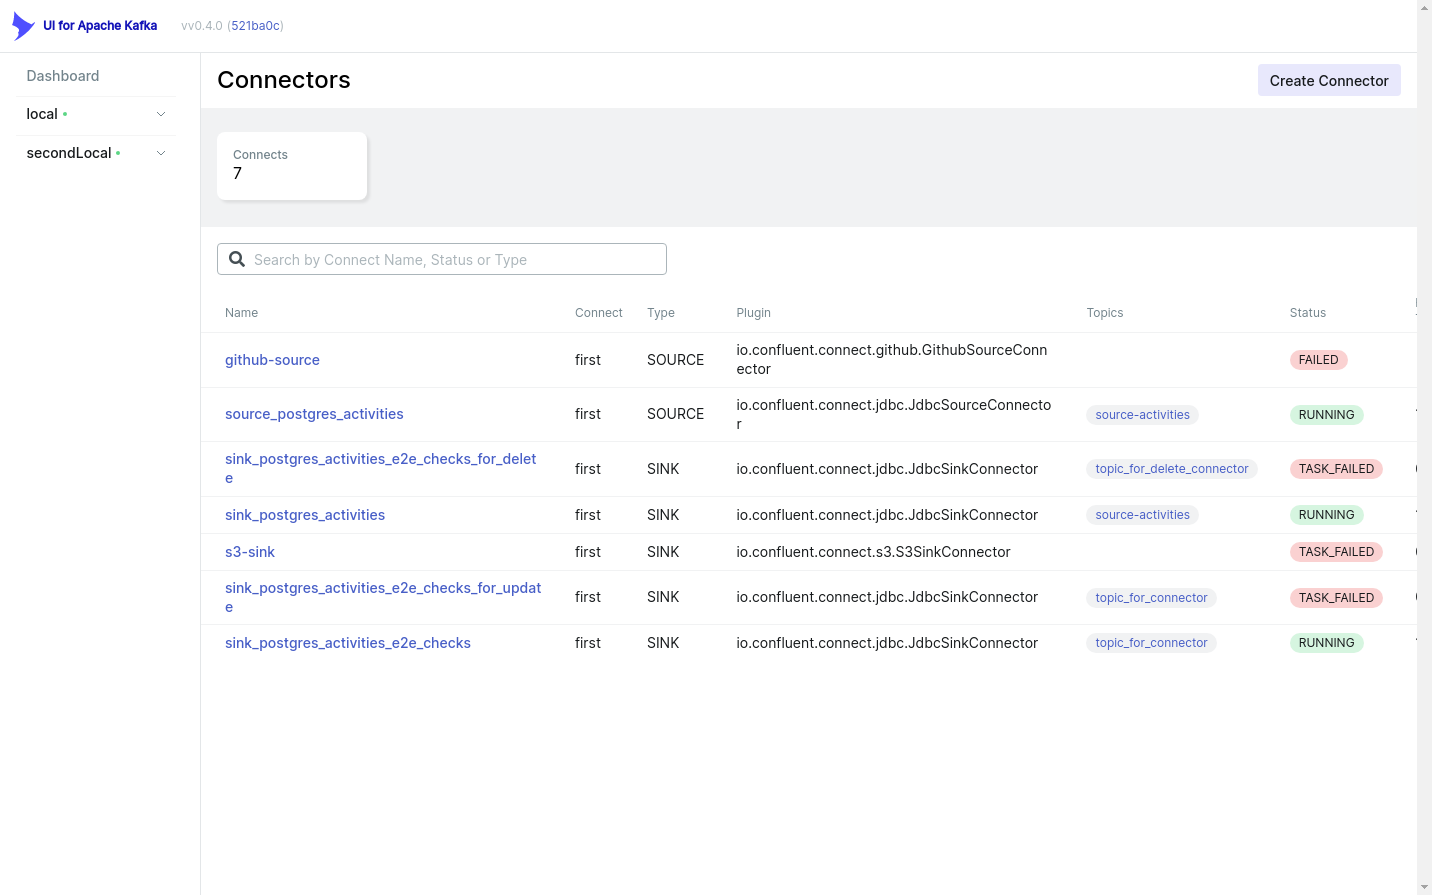 UI for Apache Kafka vv0.4.0 (521ba0c)
Dashboard
local
secondLocal
Connectors
Create Connector
Connects
7
Search by Connect Name, Status or Type
Name Connect Type Plugin Topics Status
github-source first SOURCE io.confluent.connect.github.GithubSourceConn
ector FAILED
source_postgres_activities first SOURCE io.confluent.connect.jdbc.JdbcSourceConnecto
r source-activities RUNNING
sink_postgres_activities_e2e_checks_for_delet
e first SINK io.confluent.connect.jdbc.JdbcSinkConnector topic_for_delete_connector TASK_FAILED
sink_postgres_activities first SINK io.confluent.connect.jdbc.JdbcSinkConnector source-activities RUNNING
s3-sink first SINK io.confluent.connect.s3.S3SinkConnector TASK_FAILED
sink_postgres_activities_e2e_checks_for_updat
e first SINK io.confluent.connect.jdbc.JdbcSinkConnector topic_for_connector TASK_FAILED
sink_postgres_activities_e2e_checks first SINK io.confluent.connect.jdbc.JdbcSinkConnector topic_for_connector RUNNING